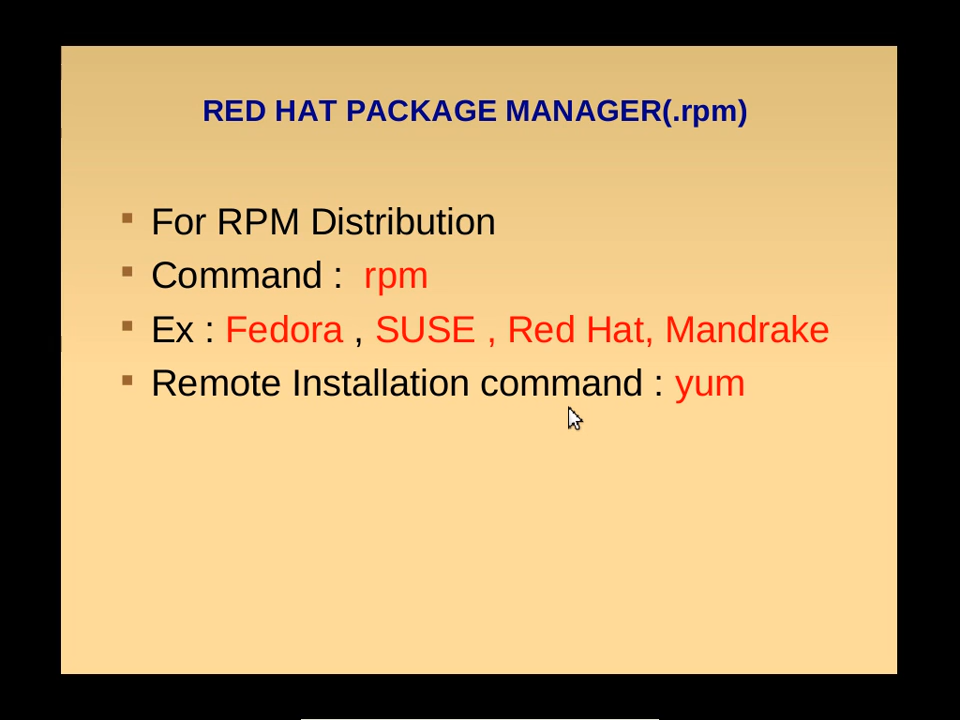 RED HAT PACKAGE MANAGER(.rpm)
For RPM Distribution
Command : rpm
Ex : Fedora , SUSE , Red Hat, Mandrake
Remote Installation command : yum